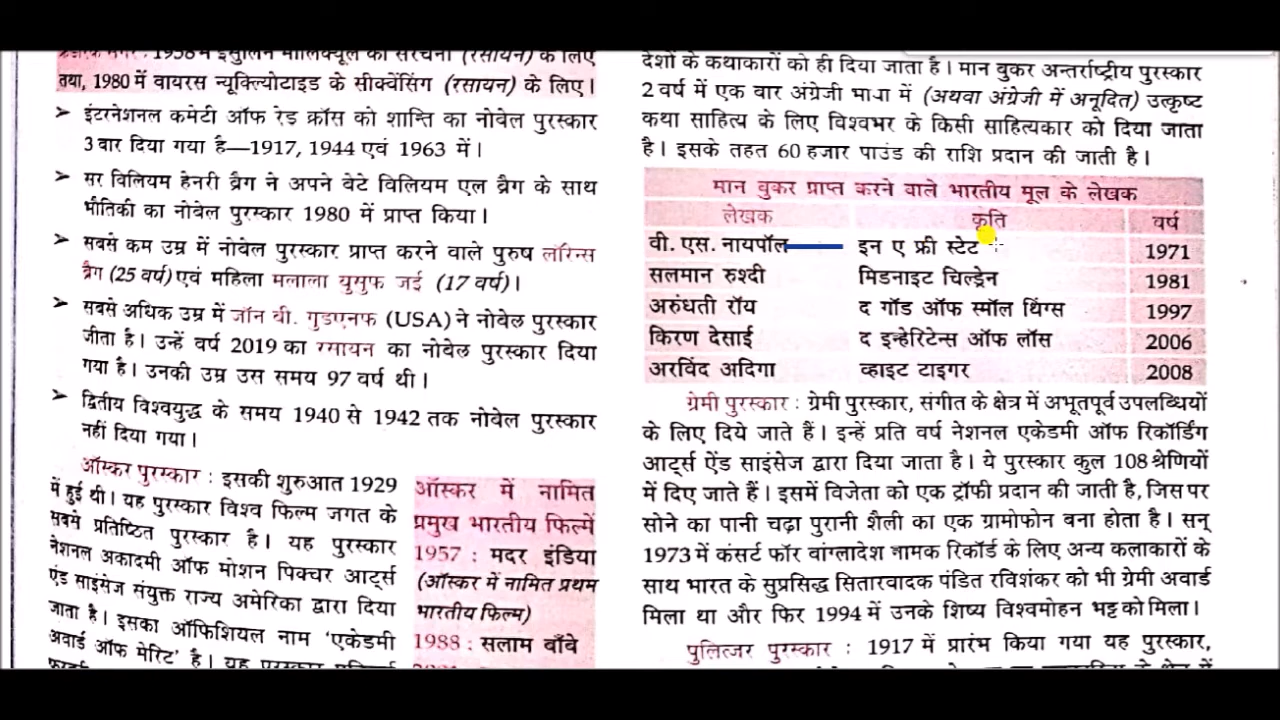 1958 में इंसुलिन मॉलिक्यूल की संरचना (रसायन) के लिए
तथा, 1980 में वायरस न्यूक्लियोटाइड के सीक्वेंसिंग (रसायन) के लिए।
➤ इंटरनेशनल कमेटी ऑफ रेड क्रॉस को शान्ति का नोबेल पुरस्कार
3 बार दिया गया है—1917, 1944 एवं 1963 में।
➤ सर विलियम हेनरी ब्रैग ने अपने बेटे विलियम एल ब्रैग के साथ
भौतिकी का नोबेल पुरस्कार 1980 में प्राप्त किया।
➤ सबसे कम उम्र में नोबेल पुरस्कार प्राप्त करने वाले पुरुष लॉरेन्स
ब्रैग (25 वर्ष) एवं महिला मलाला युसुफ जई (17 वर्ष)।
➤ सबसे अधिक उम्र में जॉन बी. गुडएनफ (USA) ने नोबेल पुरस्कार
जीता है। उन्हें वर्ष 2019 का रसायन का नोबेल पुरस्कार दिया
गया है। उनकी उम्र उस समय 97 वर्ष थी।
➤ द्वितीय विश्वयुद्ध के समय 1940 से 1942 तक नोबेल पुरस्कार
नहीं दिया गया।
ऑस्कर पुरस्कार : इसकी शुरुआत 1929
में हुई थी। यह पुरस्कार विश्व फिल्म जगत के
सबसे प्रतिष्ठित पुरस्कार है। यह पुरस्कार
नेशनल अकादमी ऑफ मोशन पिक्चर आर्ट्स
एंड साइंसेज संयुक्त राज्य अमेरिका द्वारा दिया
जाता है। इसका ऑफिशियल नाम 'एकेडमी
अवार्ड ऑफ मेरिट' है। यह पुरस्कार
ऑस्कर में नामित
प्रमुख भारतीय फिल्में
1957 : मदर इंडिया
(ऑस्कर में नामित प्रथम
भारतीय फिल्म)
1988 : सलाम बाँबे
देशों के कथाकारों को ही दिया जाता है। मान बुकर अन्तर्राष्ट्रीय पुरस्कार
2 वर्ष में एक बार अंग्रेजी भाषा में (अथवा अंग्रेजी में अनूदित) उत्कृष्ट
कथा साहित्य के लिए विश्वभर के किसी साहित्यकार को दिया जाता
है। इसके तहत 60 हजार पाउंड की राशि प्रदान की जाती है।
मान बुकर प्राप्त करने वाले भारतीय मूल के लेखक
लेखक कृति वर्ष
वी. एस. नायपॉल इन ए फ्री स्टेट 1971
सलमान रुश्दी मिडनाइट चिल्ड्रेन 1981
अरुंधती रॉय द गॉड ऑफ स्मॉल थिंग्स 1997
किरण देसाई द इन्हेरिटेन्स ऑफ लॉस 2006
अरविंद अदिगा व्हाइट टाइगर 2008
ग्रेमी पुरस्कार : ग्रेमी पुरस्कार, संगीत के क्षेत्र में अभूतपूर्व उपलब्धियों
के लिए दिये जाते हैं। इन्हें प्रति वर्ष नेशनल एकेडमी ऑफ रिकॉर्डिंग
आर्ट्स ऐंड साइंसेज द्वारा दिया जाता है। ये पुरस्कार कुल 108 श्रेणियों
में दिए जाते हैं। इसमें विजेता को एक ट्रॉफी प्रदान की जाती है, जिस पर
सोने का पानी चढ़ा पुरानी शैली का एक ग्रामोफोन बना होता है। सन्
1973 में कंसर्ट फॉर बांग्लादेश नामक रिकॉर्ड के लिए अन्य कलाकारों के
साथ भारत के सुप्रसिद्ध सितारवादक पंडित रविशंकर को भी ग्रेमी अवार्ड
मिला था और फिर 1994 में उनके शिष्य विश्वमोहन भट्ट को मिला।
पुलित्जर पुरस्कार : 1917 में प्रारंभ किया गया यह पुरस्कार,